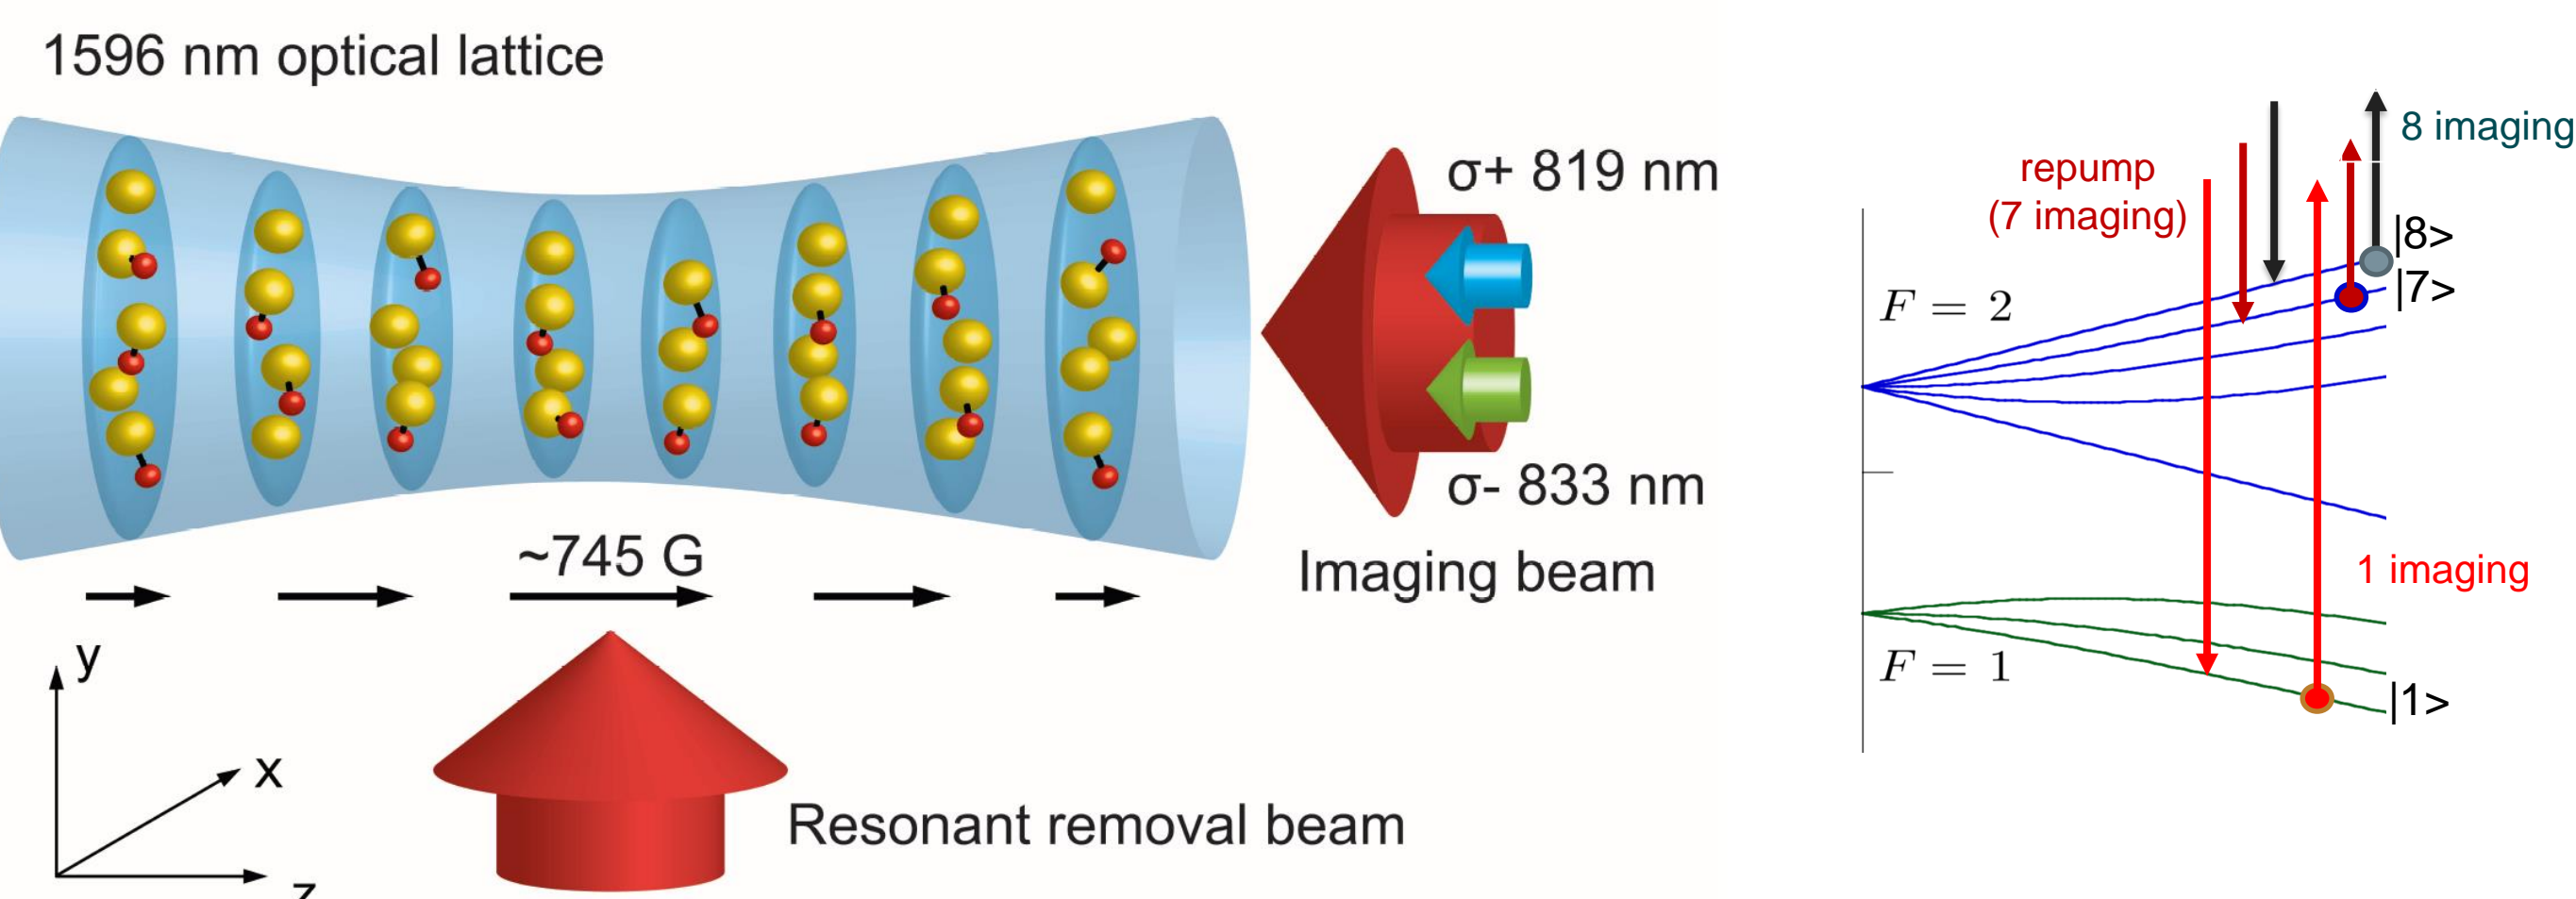 1596 nm optical lattice
σ+ 819 nm
σ- 833 nm
Imaging beam
~745 G
y
x
z
Resonant removal beam
repump
(7 imaging)
8 imaging
|8>
|7>
F = 2
1 imaging
F = 1
|1>